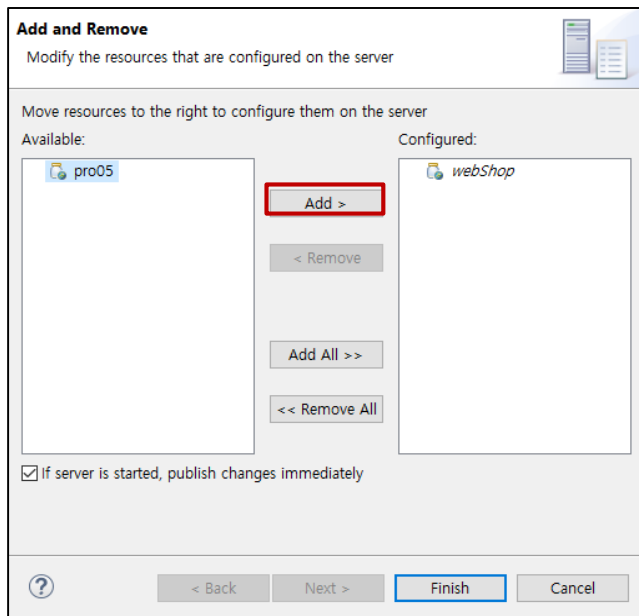 Add and Remove
Modify the resources that are configured on the server
Move resources to the right to configure them on the server
Available:
Configured:
pro05
webShop
Add >
< Remove
Add All >>
<< Remove All
If server is started, publish changes immediately
?
< Back
Next >
Finish
Cancel